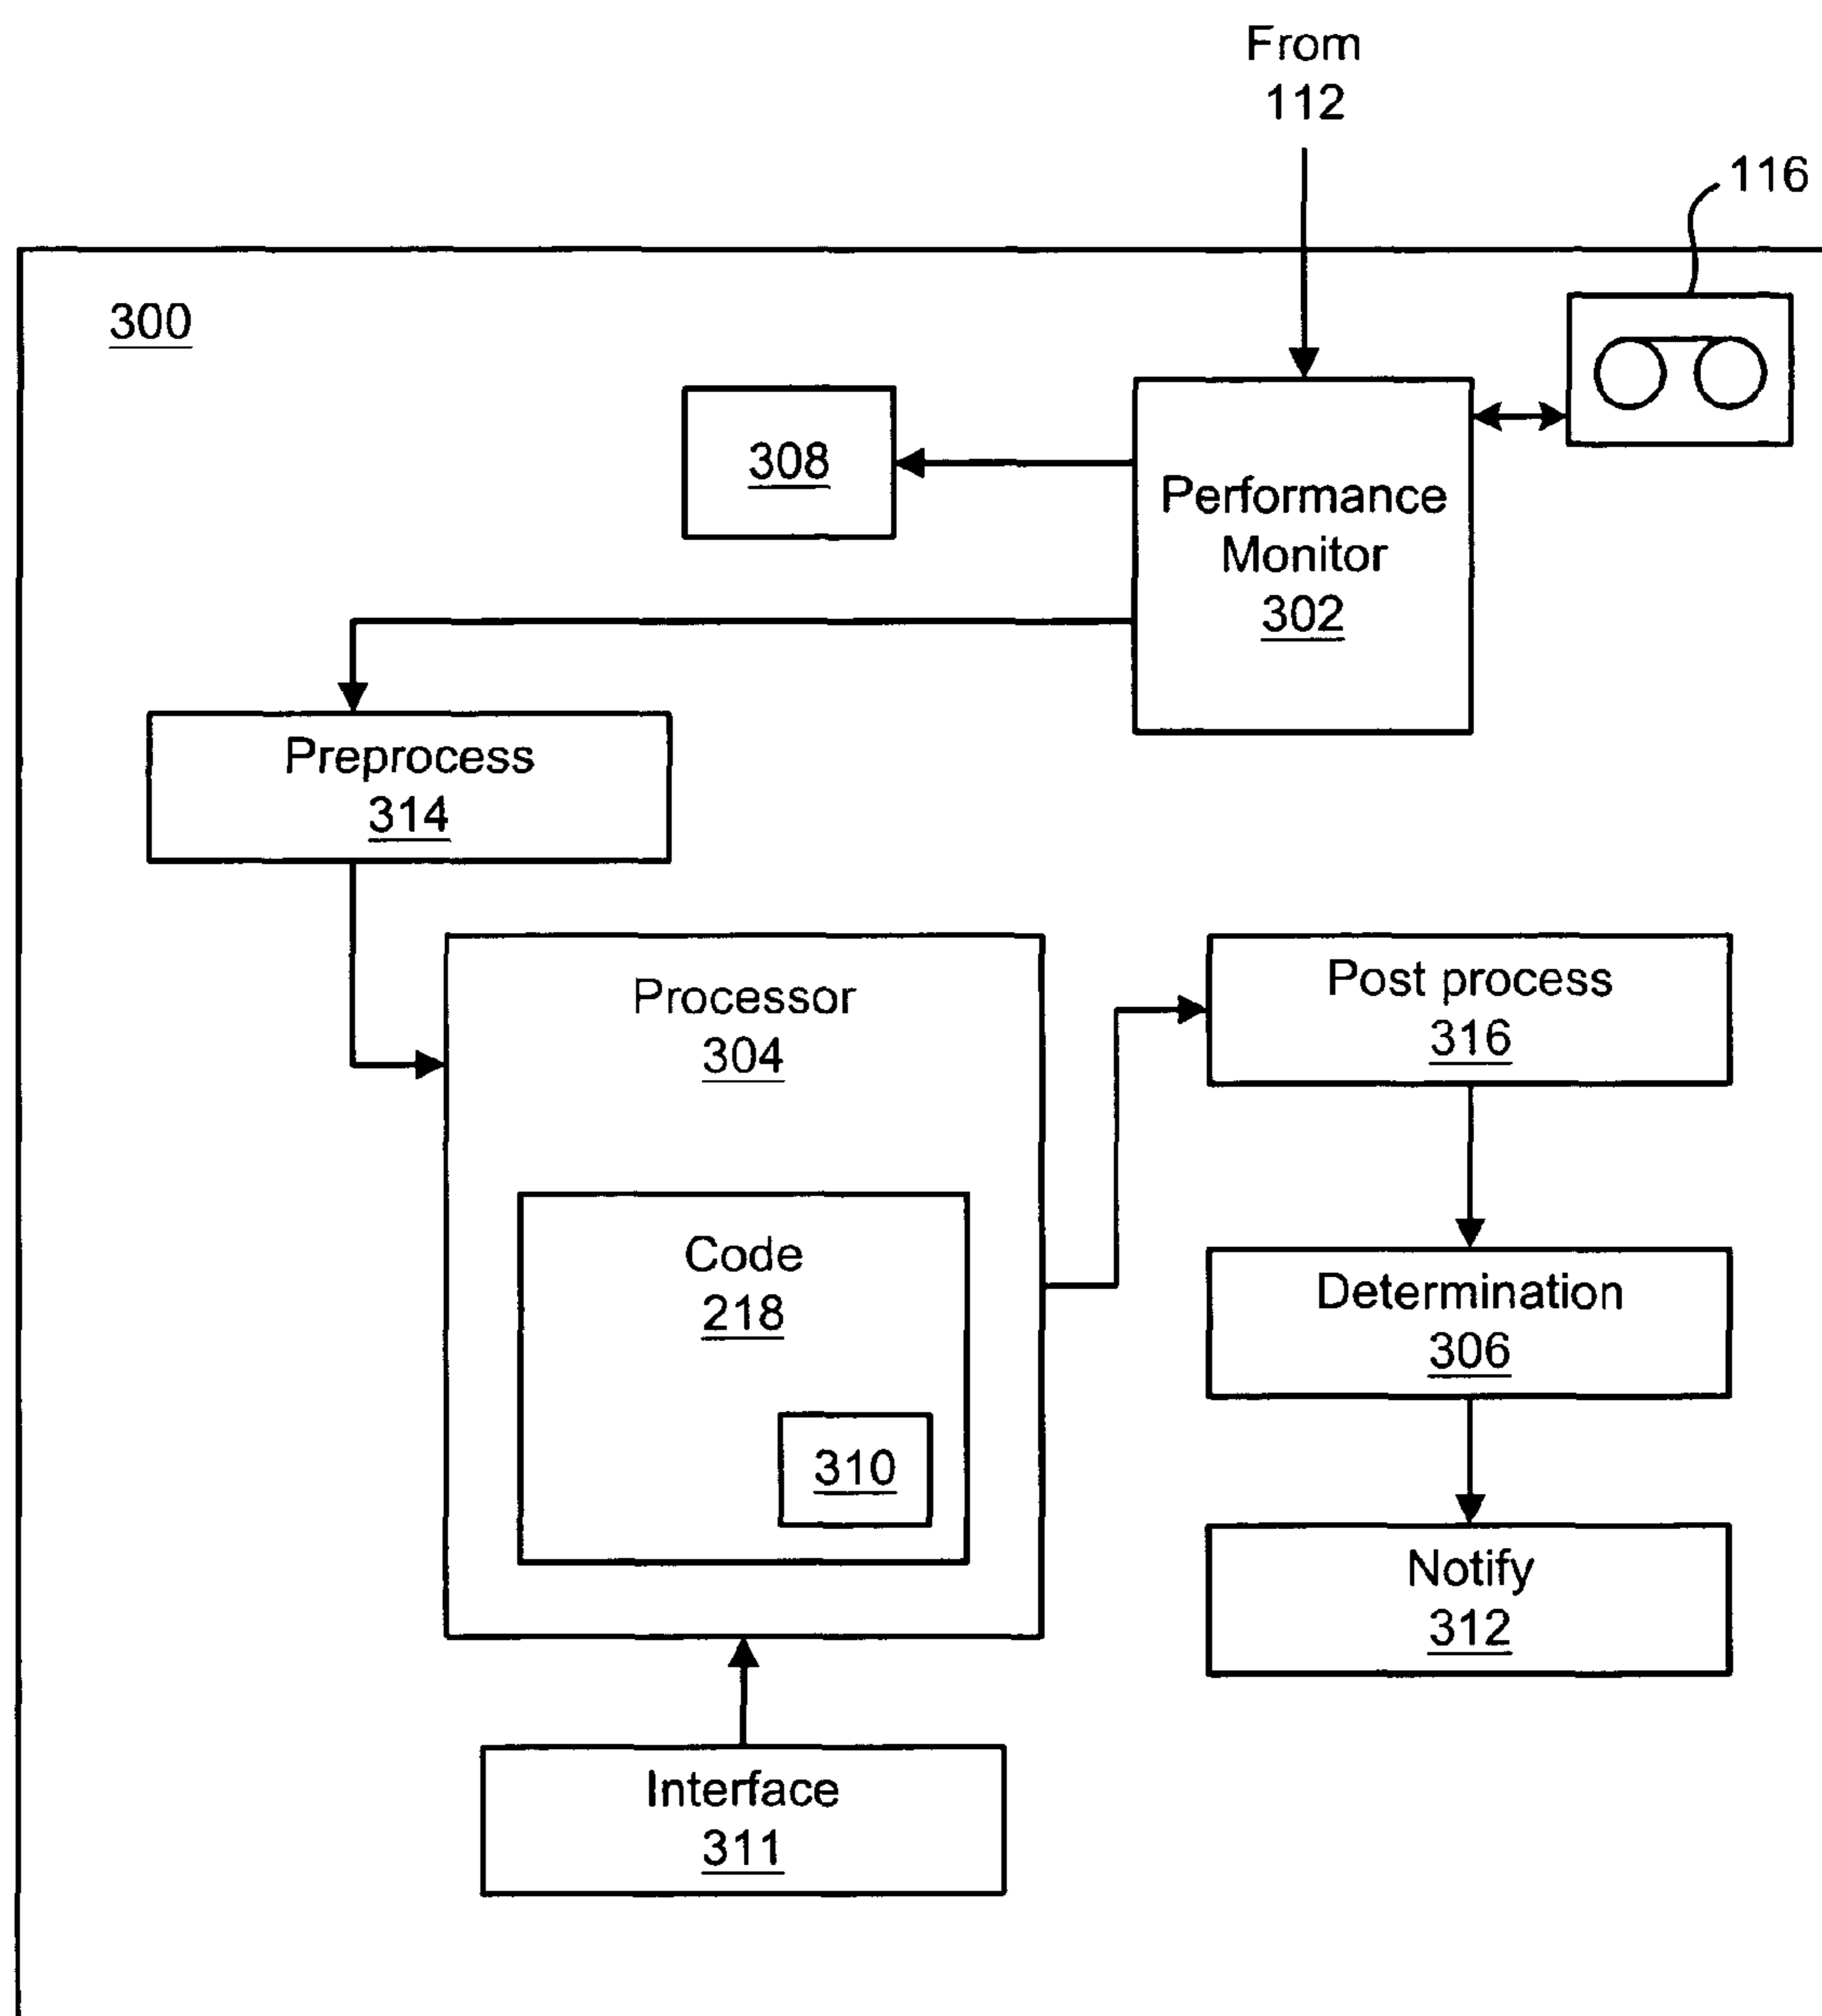 From
112
116
300
308
Performance
Monitor
302
Preprocess
314
Processor
304
Post process
316
Code
218
Determination
306
310
Notify
312
Interface
311